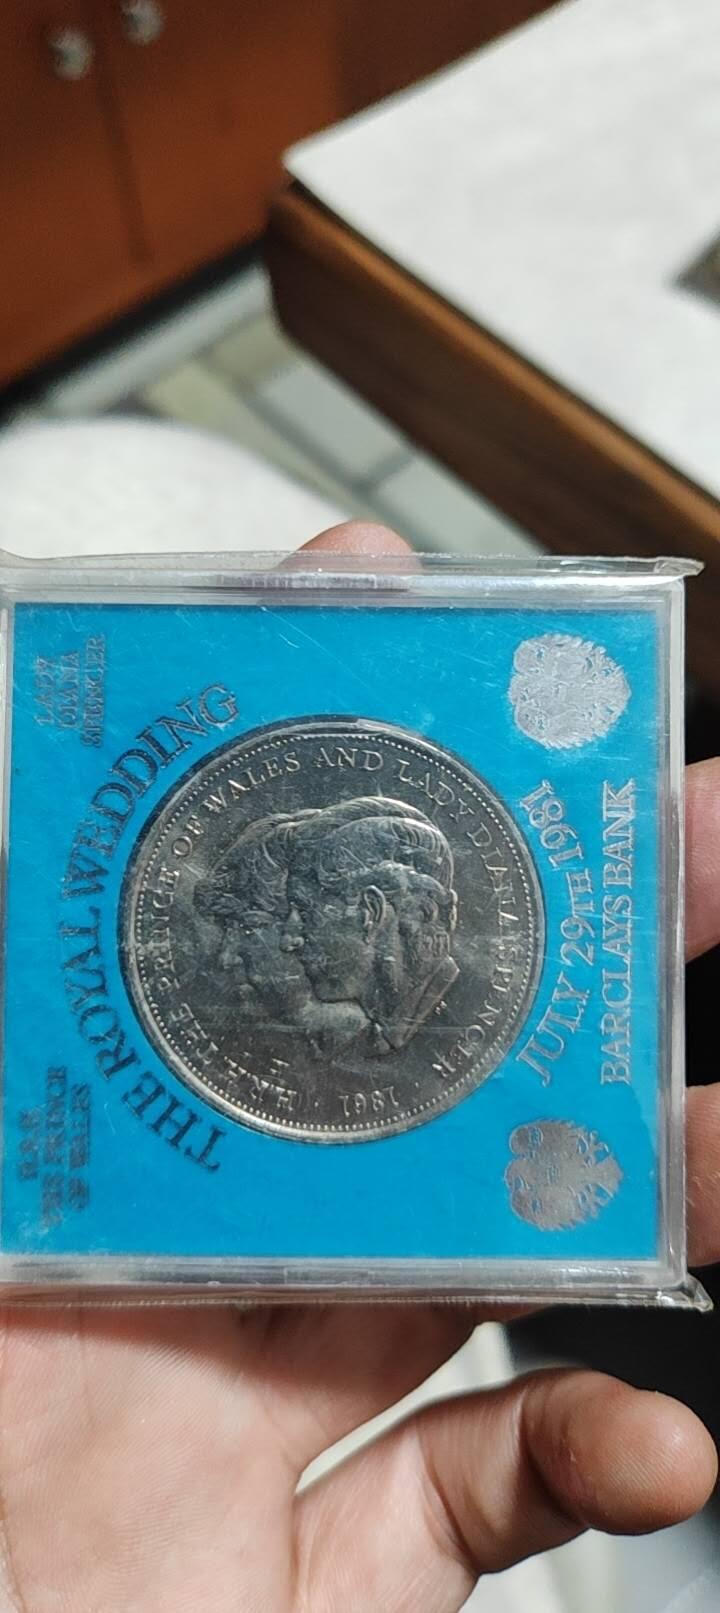 H.R.H.
THE PRINCE
OF WALES
LADY
DIANA
SPENCER
THE ROYAL WEDDING
H.R.H. THE PRINCE OF WALES AND LADY DIANA SPENCER
1981
JULY 29TH 1981
BARCLAYS BANK